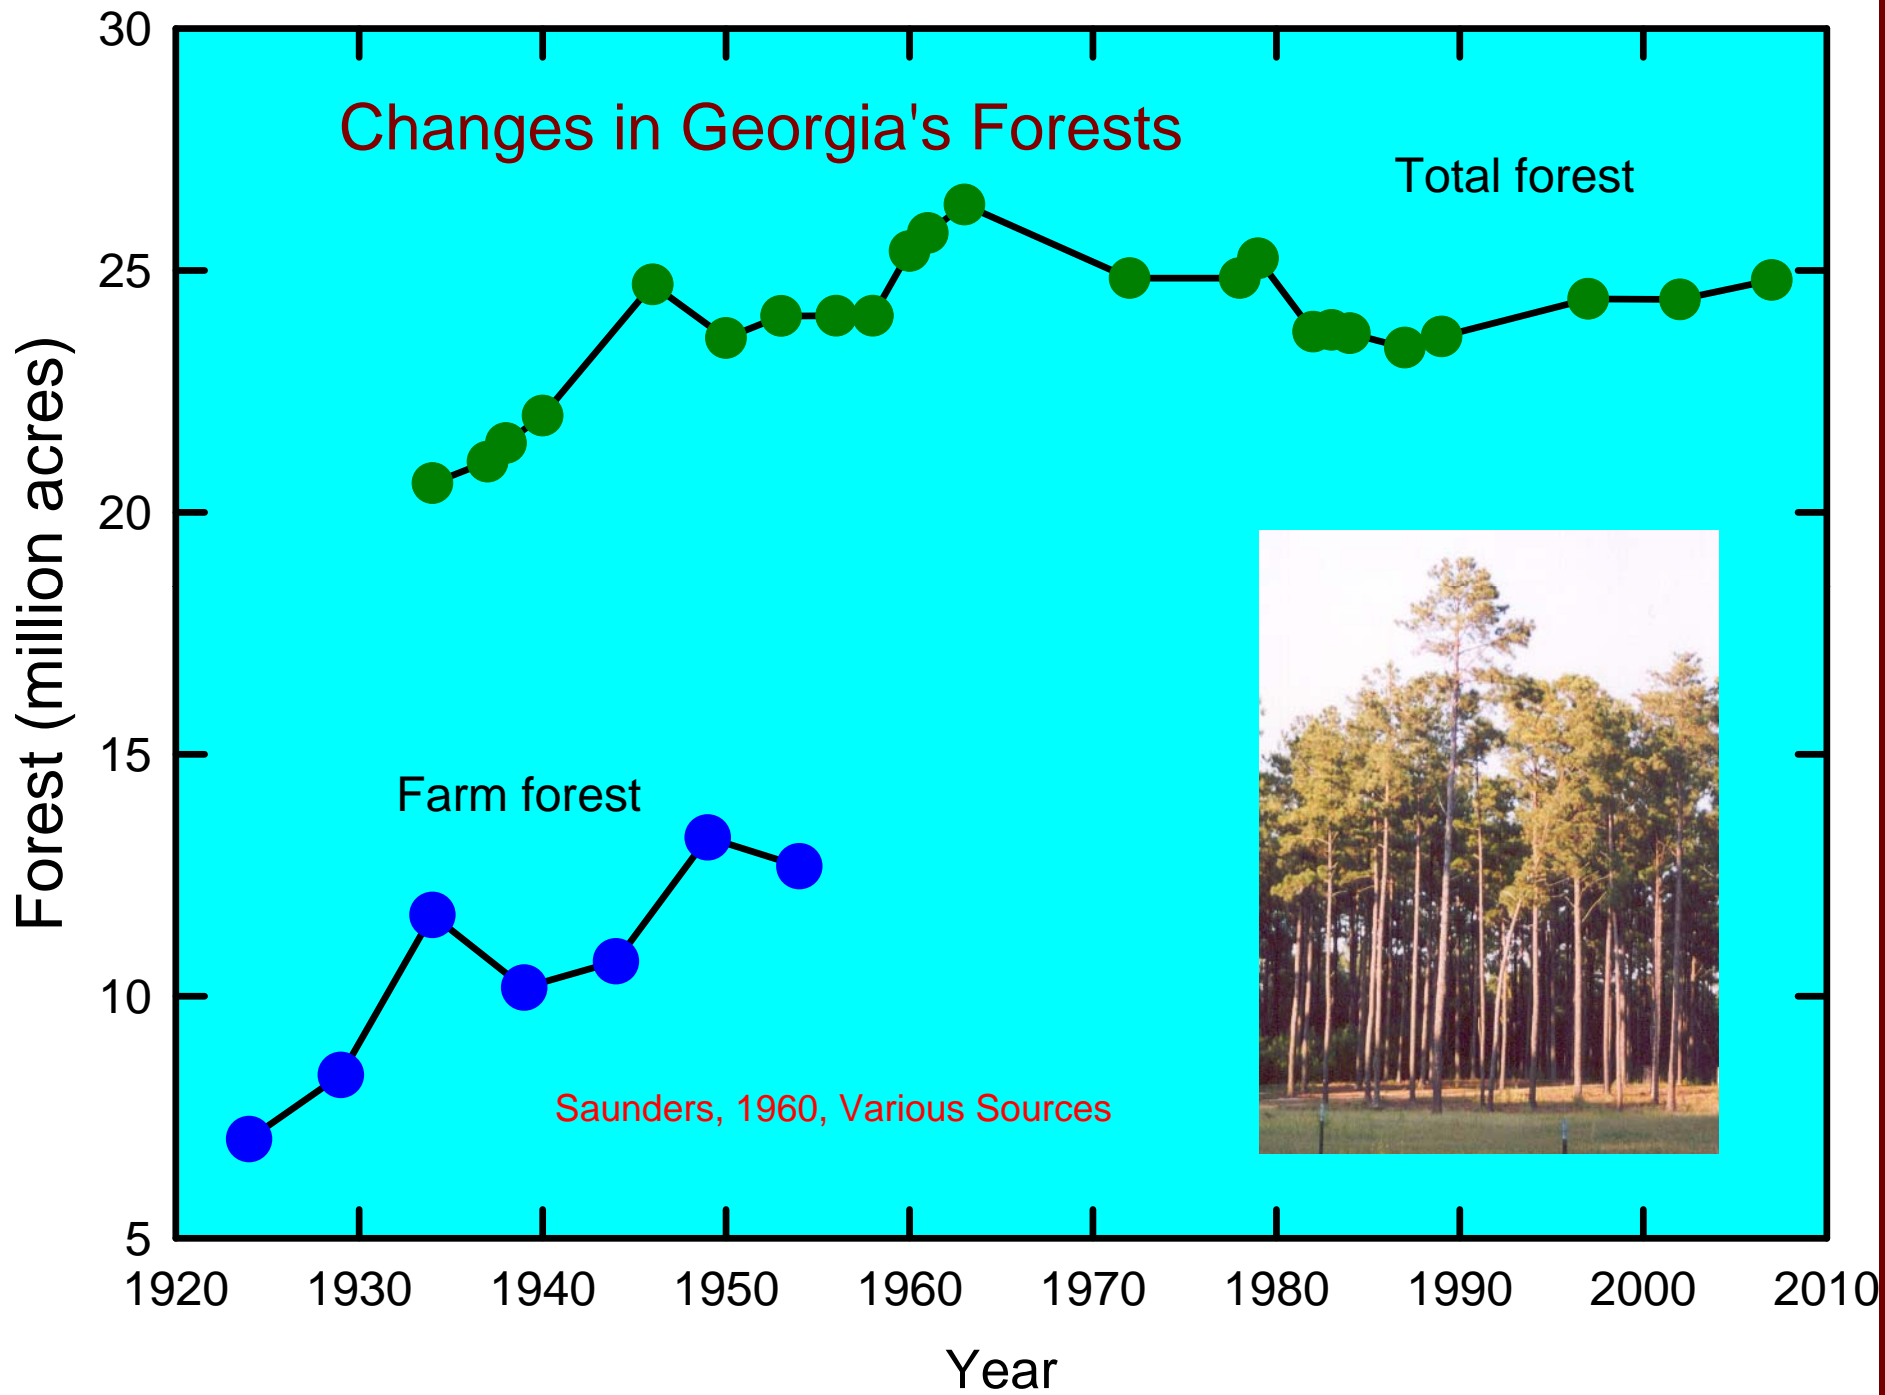 Changes in Georgia's Forests
Total forest
Farm forest
Saunders, 1960, Various Sources
Forest (million acres)
30
25
20
15
10
5
1920 1930 1940 1950 1960 1970 1980 1990 2000 2010
Year